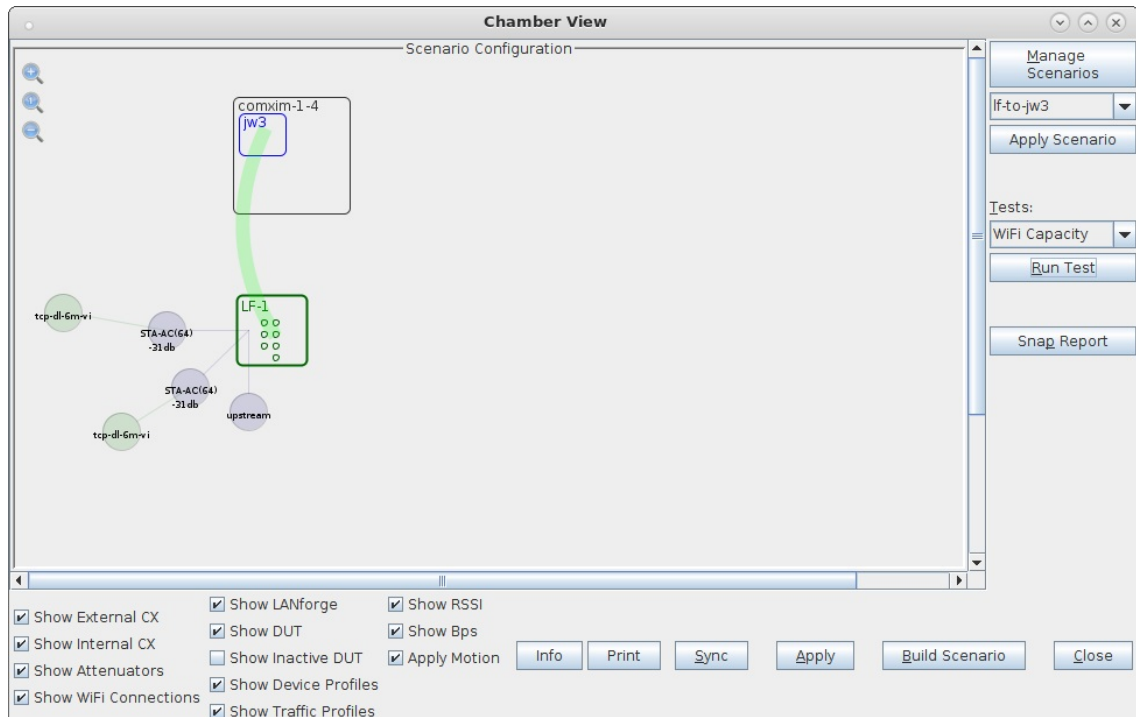 Chamber View
Scenario Configuration
Manage
Scenarios
lf-to-jw3
Apply Scenario
Tests:
WiFi Capacity
Run Test
Snap Report
comxim-1-4
jw3
LF-1
tcp-dl-6m-vi
STA-AC(64)
-31db
STA-AC(64)
-31db
upstream
tcp-dl-6m-vi
Show External CX
Show Internal CX
Show Attenuators
Show WiFi Connections
Show LANforge
Show DUT
Show Inactive DUT
Show Device Profiles
Show Traffic Profiles
Show RSSI
Show Bps
Apply Motion
Info
Print
Sync
Apply
Build Scenario
Close